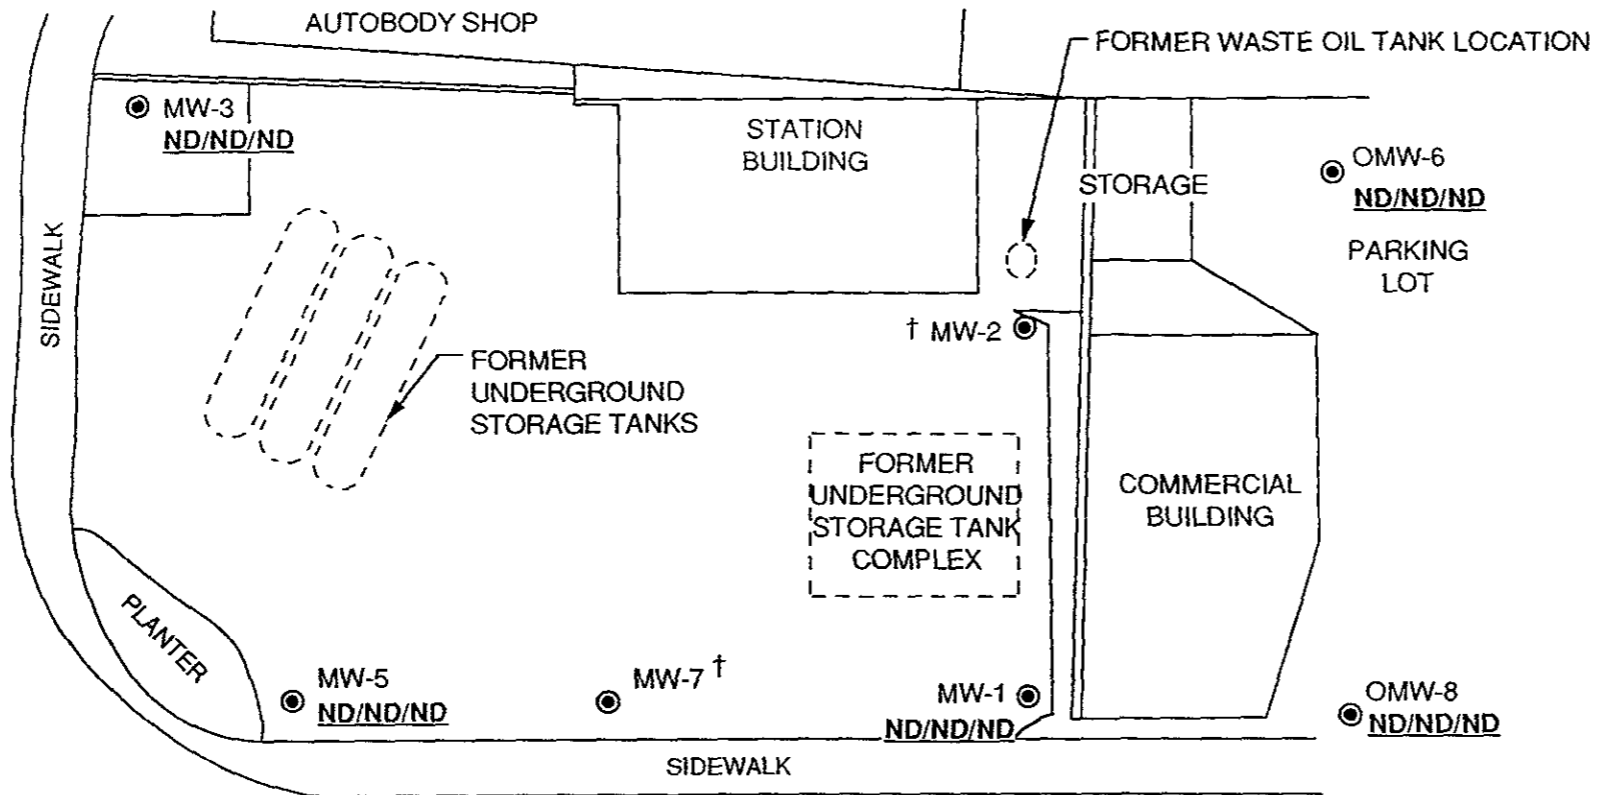 AUTOBODY SHOP
FORMER WASTE OIL TANK LOCATION
MW-3
ND/ND/ND
STATION
BUILDING
STORAGE
OMW-6
ND/ND/ND
PARKING
LOT
SIDEWALK
† MW-2
FORMER
UNDERGROUND
STORAGE TANKS
FORMER
UNDERGROUND
STORAGE TANK
COMPLEX
COMMERCIAL
BUILDING
PLANTER
MW-5
ND/ND/ND
MW-7 †
MW-1
ND/ND/ND
OMW-8
ND/ND/ND
SIDEWALK